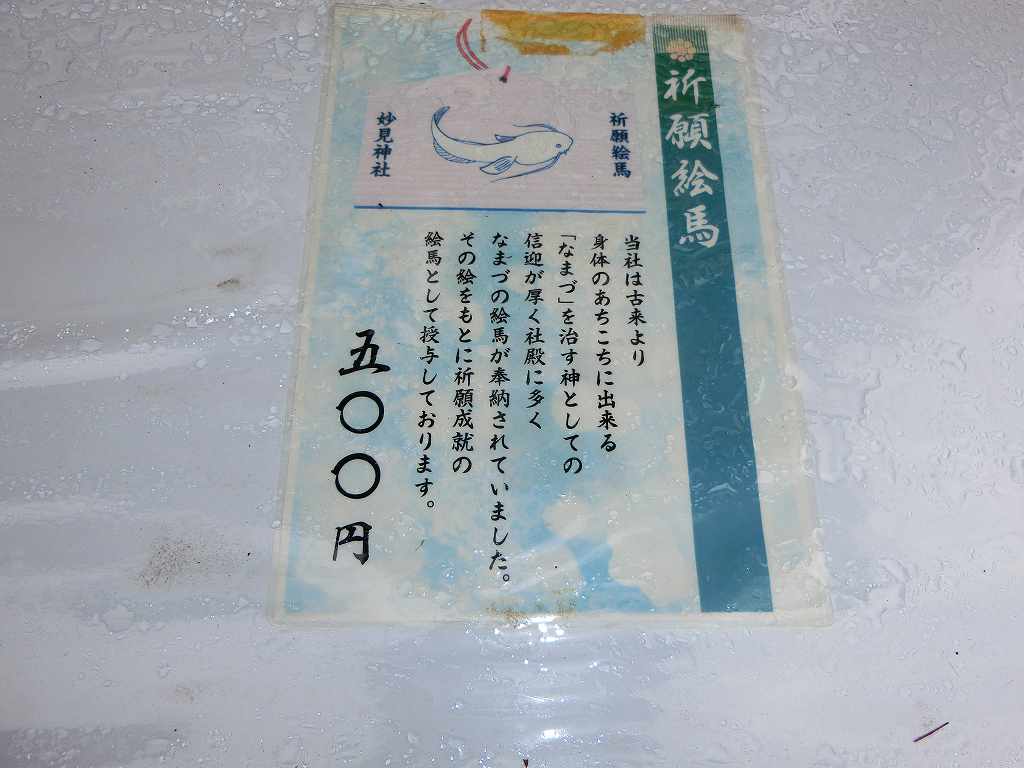 祈願絵馬
祈願絵馬
妙見神社
当社は古来より
身体のあちこちに出来る
「なまづ」を治す神としての
信迎が厚く社殿に多く
なまづの絵馬が奉納されていました。
その絵をもとに祈願成就の
絵馬として授与しております。
五〇〇円